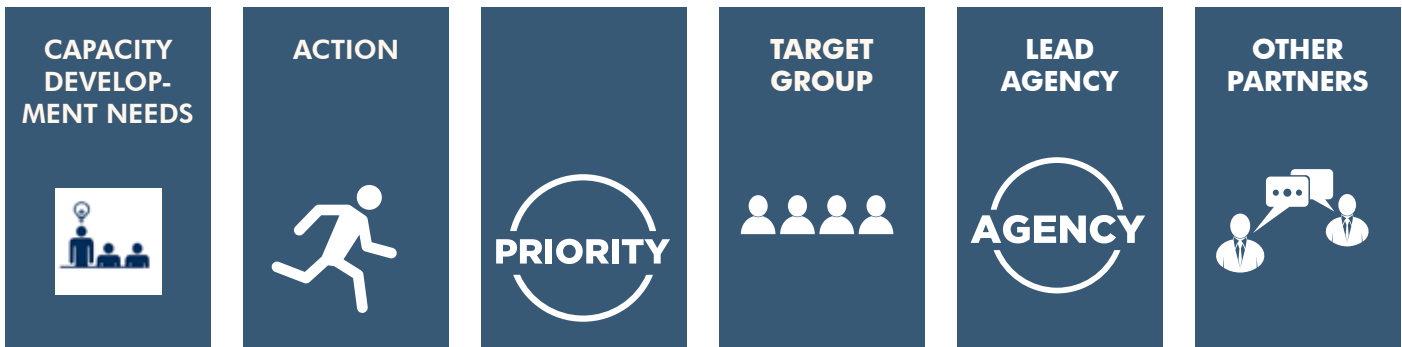 CAPACITY
DEVELOP-
MENT NEEDS
ACTION
PRIORITY
TARGET
GROUP
LEAD
AGENCY
AGENCY
OTHER
PARTNERS